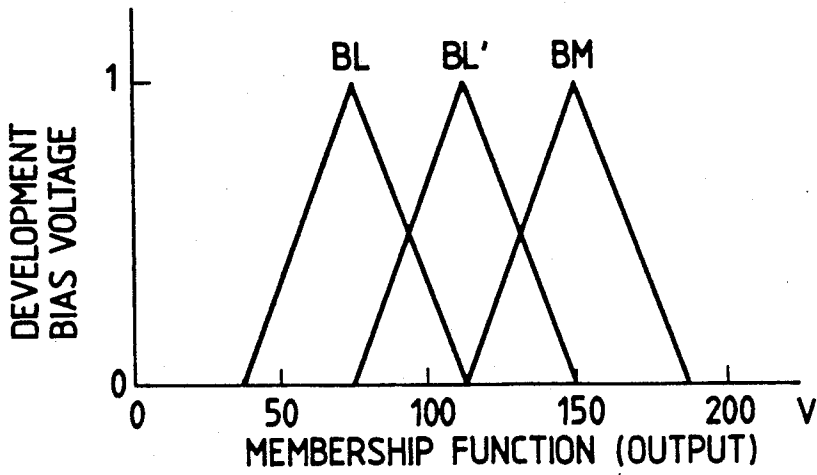 BL BL' BM
1
DEVELOPMENT
BIAS VOLTAGE
0
0 50 100 150 200 V
MEMBERSHIP FUNCTION (OUTPUT)